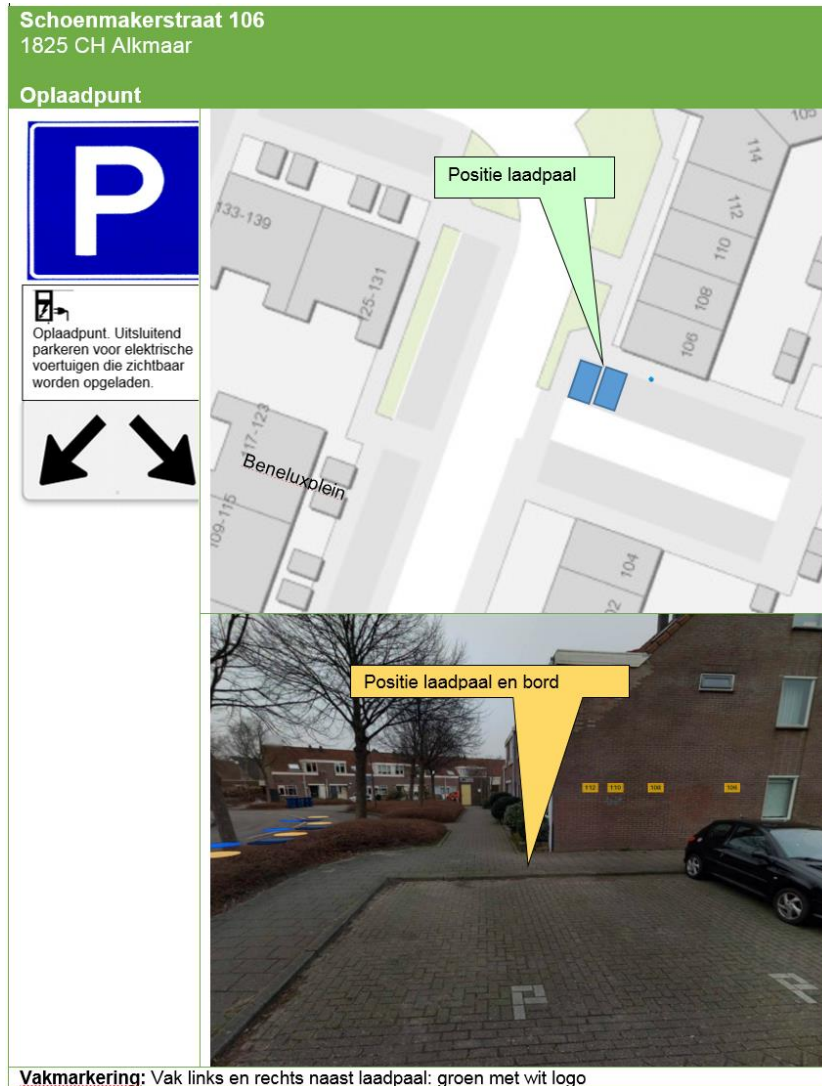 Schoenmakerstraat 106
1825 CH Alkmaar
Oplaadpunt
P
Oplaadpunt. Uitsluitend
parkeren voor elektrische
voertuigen die zichtbaar
worden opgeladen.
Positie laadpaal
133-139
125-131
117-123
109-115
Beneluxplein
114
112
110
108
106
104
Positie laadpaal en bord
112 110 108 106
P P
Vakmarkering: Vak links en rechts naast laadpaal: groen met wit logo